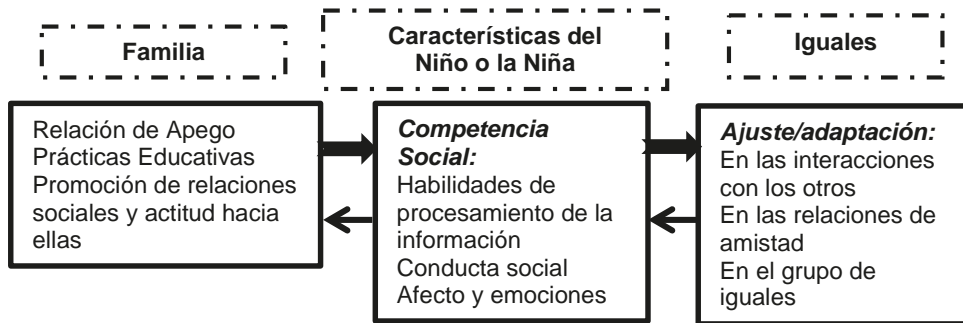 Familia
Características del
Niño o la Niña
Iguales
Relación de Apego
Prácticas Educativas
Promoción de relaciones
sociales y actitud hacia
ellas
Competencia
Social:
Habilidades de
procesamiento de la
información
Conducta social
Afecto y emociones
Ajuste/adaptación:
En las interacciones
con los otros
En las relaciones de
amistad
En el grupo de
iguales